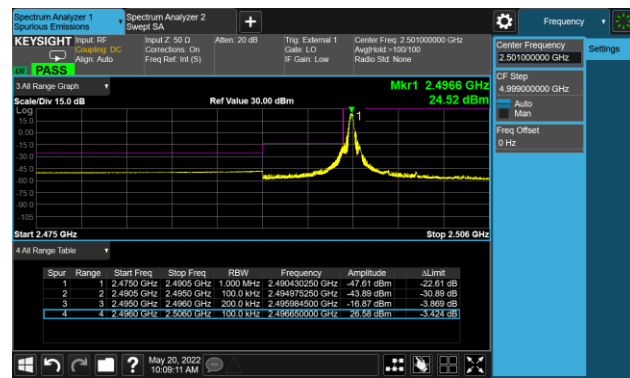 Spectrum Analyzer 1
Spurious Emissions
Spectrum Analyzer 2
Swept SA
Frequency
KEYSIGHT
Input: RF
Coupling: DC
Align: Auto
Input Z: 50 Ω
Corrections: On
Freq Ref: Int (S)
Atten: 20 dB
Trig: External 1
Gate: LO
IF Gain: Low
Center Freq: 2.501000000 GHz
Avg|Hold:>100/100
Radio Std: None
PASS
Center Frequency
2.501000000 GHz
Settings
CF Step
4.999000000 GHz
Auto
Man
Freq Offset
0 Hz
3 All Range Graph
Mkr1 2.4966 GHz
Scale/Div 15.0 dB
Ref Value 30.00 dBm
24.52 dBm
Log
15.0
0.00
-15.0
-30.0
-45.0
-60.0
-75.0
-90.0
-105
1
Start 2.475 GHz
Stop 2.506 GHz
4 All Range Table
Spur Range Start Freq Stop Freq RBW Frequency Amplitude ΔLimit
1 1 2.4750 GHz 2.4905 GHz 1.000 MHz 2.490430250 GHz -47.61 dBm -22.61 dB
2 2 2.4905 GHz 2.4950 GHz 100.0 kHz 2.494975250 GHz -43.89 dBm -30.89 dB
3 3 2.4950 GHz 2.4960 GHz 200.0 kHz 2.495984500 GHz -16.87 dBm -3.869 dB
4 4 2.4960 GHz 2.5060 GHz 100.0 kHz 2.496650000 GHz 26.58 dBm -3.424 dB
May 20, 2022
10:09:11 AM